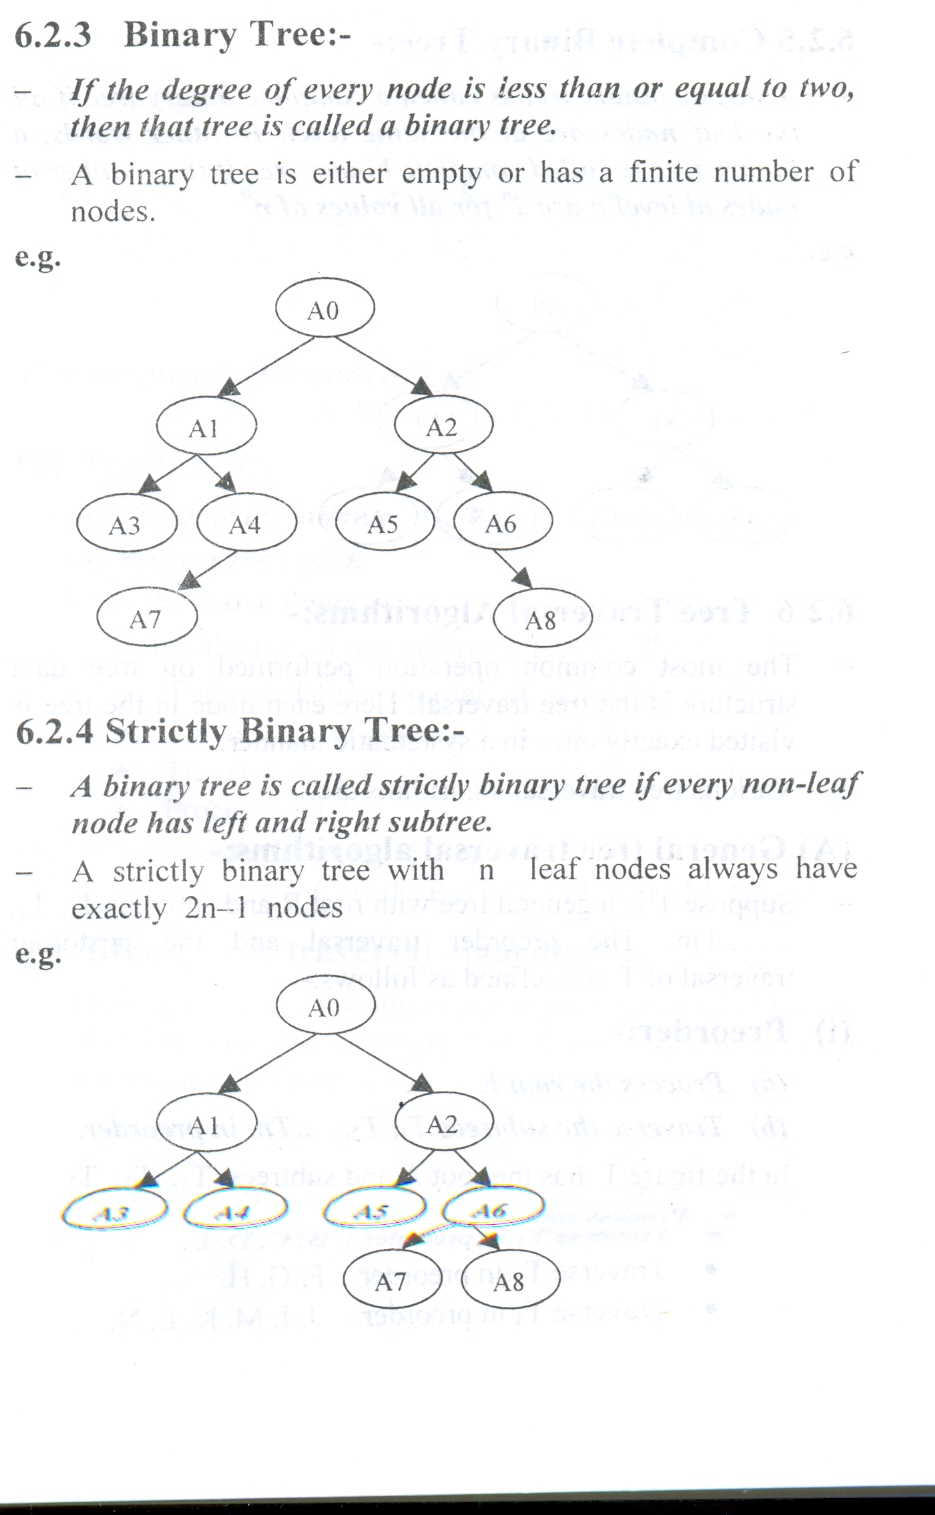 6.2.3 Binary Tree:-
– If the degree of every node is less than or equal to two,
then that tree is called a binary tree.
– A binary tree is either empty or has a finite number of
nodes.
e.g.
A0
A1 A2
A3 A4 A5 A6
A7 A8
6.2.4 Strictly Binary Tree:-
– A binary tree is called strictly binary tree if every non-leaf
node has left and right subtree.
– A strictly binary tree with n leaf nodes always have
exactly 2n–1 nodes
e.g.
A0
A1 A2
A3 A4 A5 A6
A7 A8